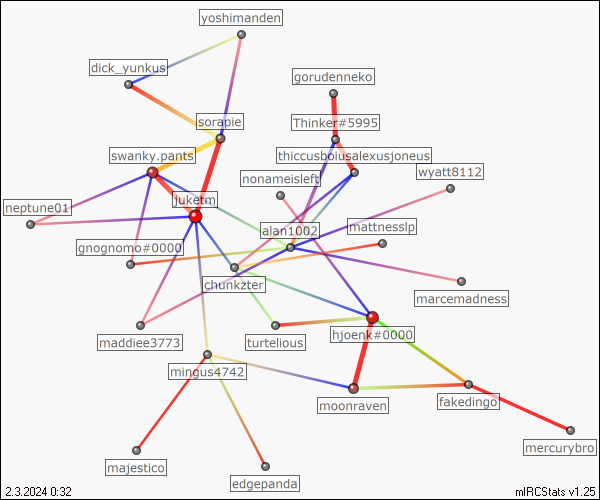 yoshimanden
dick_yunkus
gorudenneko
sorapie
Thinker#5995
swanky.pants
thiccusboiusalexusjoneus
wyatt8112
nonameisleft
neptune01
juketm
mattnesslp
alan1002
gnognomo#0000
chunkzter
marcemadness
maddiee3773
turtelious
hjoenk#0000
mingus4742
moonraven
fakedingo
mercurybro
majestico
edgepanda
2.3.2024 0:32
mIRCStats v1.25